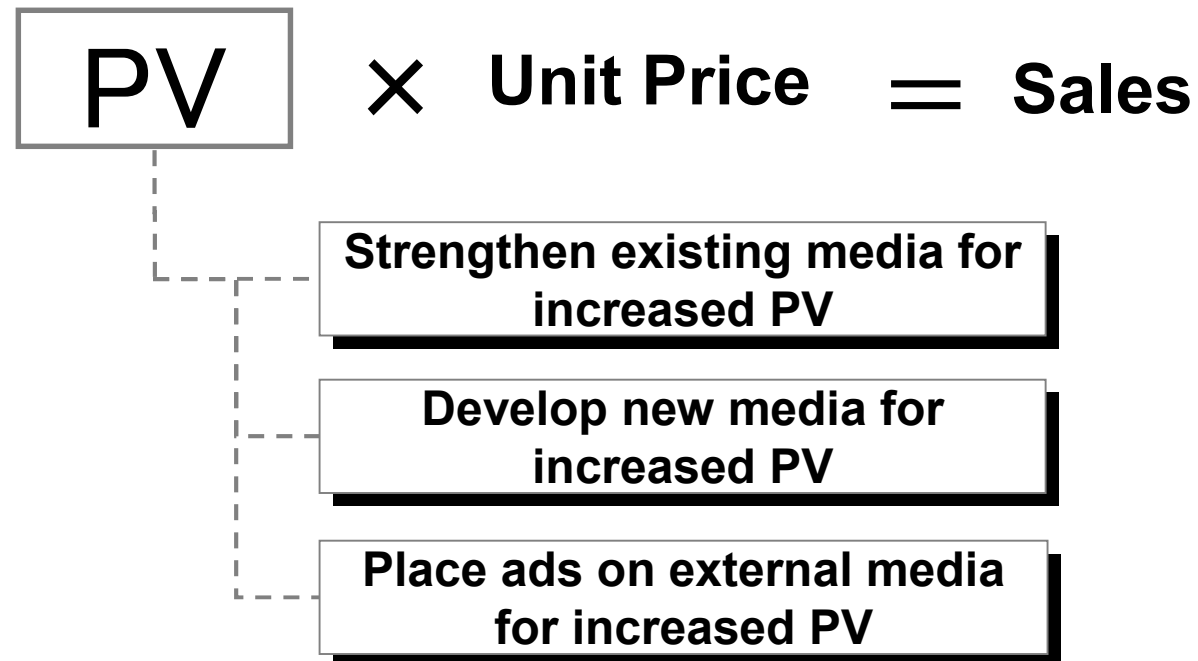 PV × Unit Price = Sales
Strengthen existing media for
increased PV
Develop new media for
increased PV
Place ads on external media
for increased PV